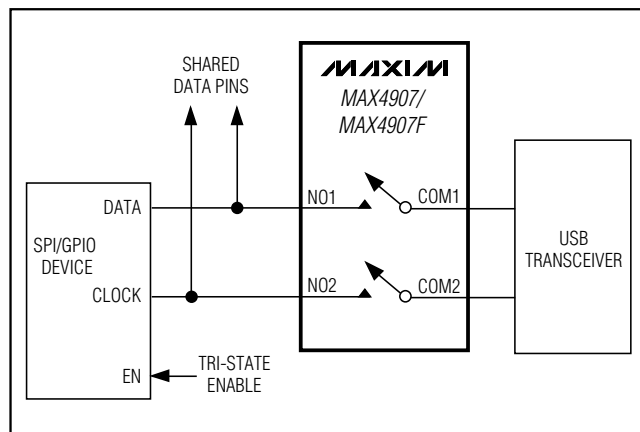 SHARED
DATA PINS
MAXIM
MAX4907/
MAX4907F
DATA
NO1
COM1
SPI/GPIO
DEVICE
USB
TRANSCEIVER
CLOCK
NO2
COM2
EN
TRI-STATE
ENABLE